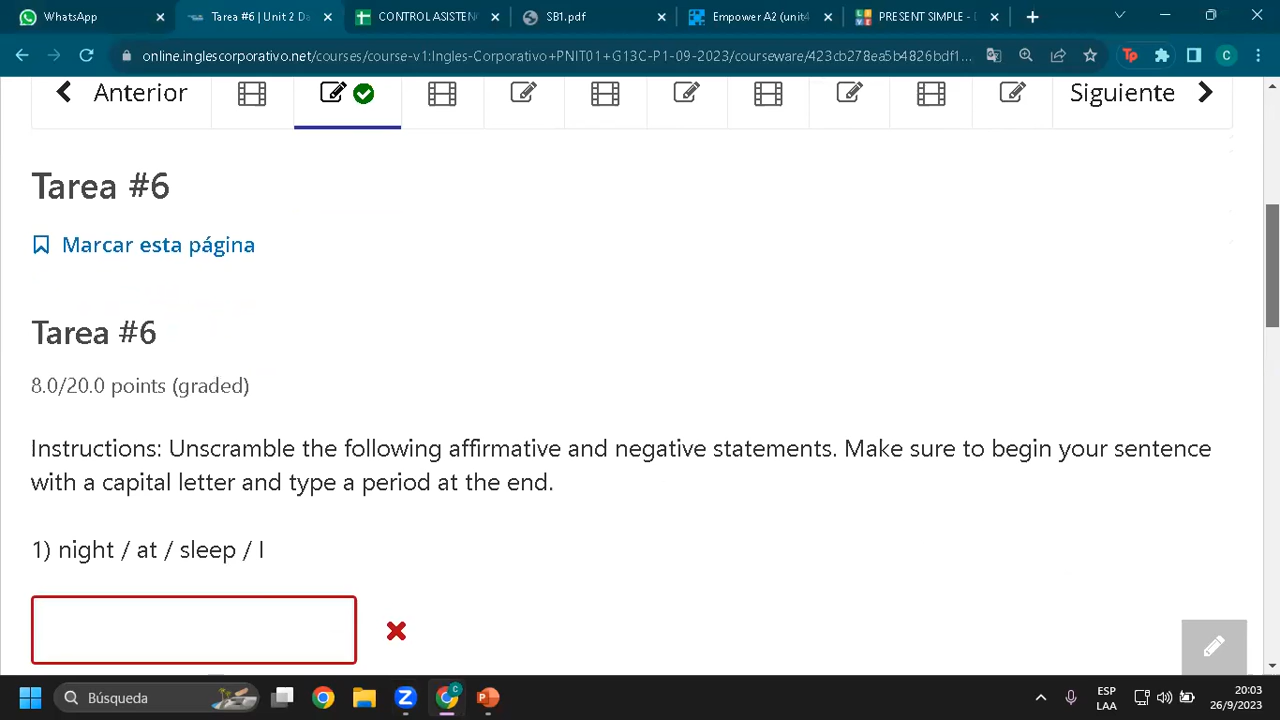 WhatsApp
Tarea #6 | Unit 2 Da
CONTROL ASISTEN
SB1.pdf
Empower A2 (unit4
PRESENT SIMPLE -
online.inglescorporativo.net/courses/course-v1:Ingles-Corporativo+PNIT01+G13C-P1-09-2023/courseware/423cb278ea5b4826bdf1...
Tp
C
Anterior
Siguiente
Tarea #6
Marcar esta página
Tarea #6
8.0/20.0 points (graded)
Instructions: Unscramble the following affirmative and negative statements. Make sure to begin your sentence
with a capital letter and type a period at the end.
1) night / at / sleep / I
Búsqueda
ESP
LAA
20:03
26/9/2023